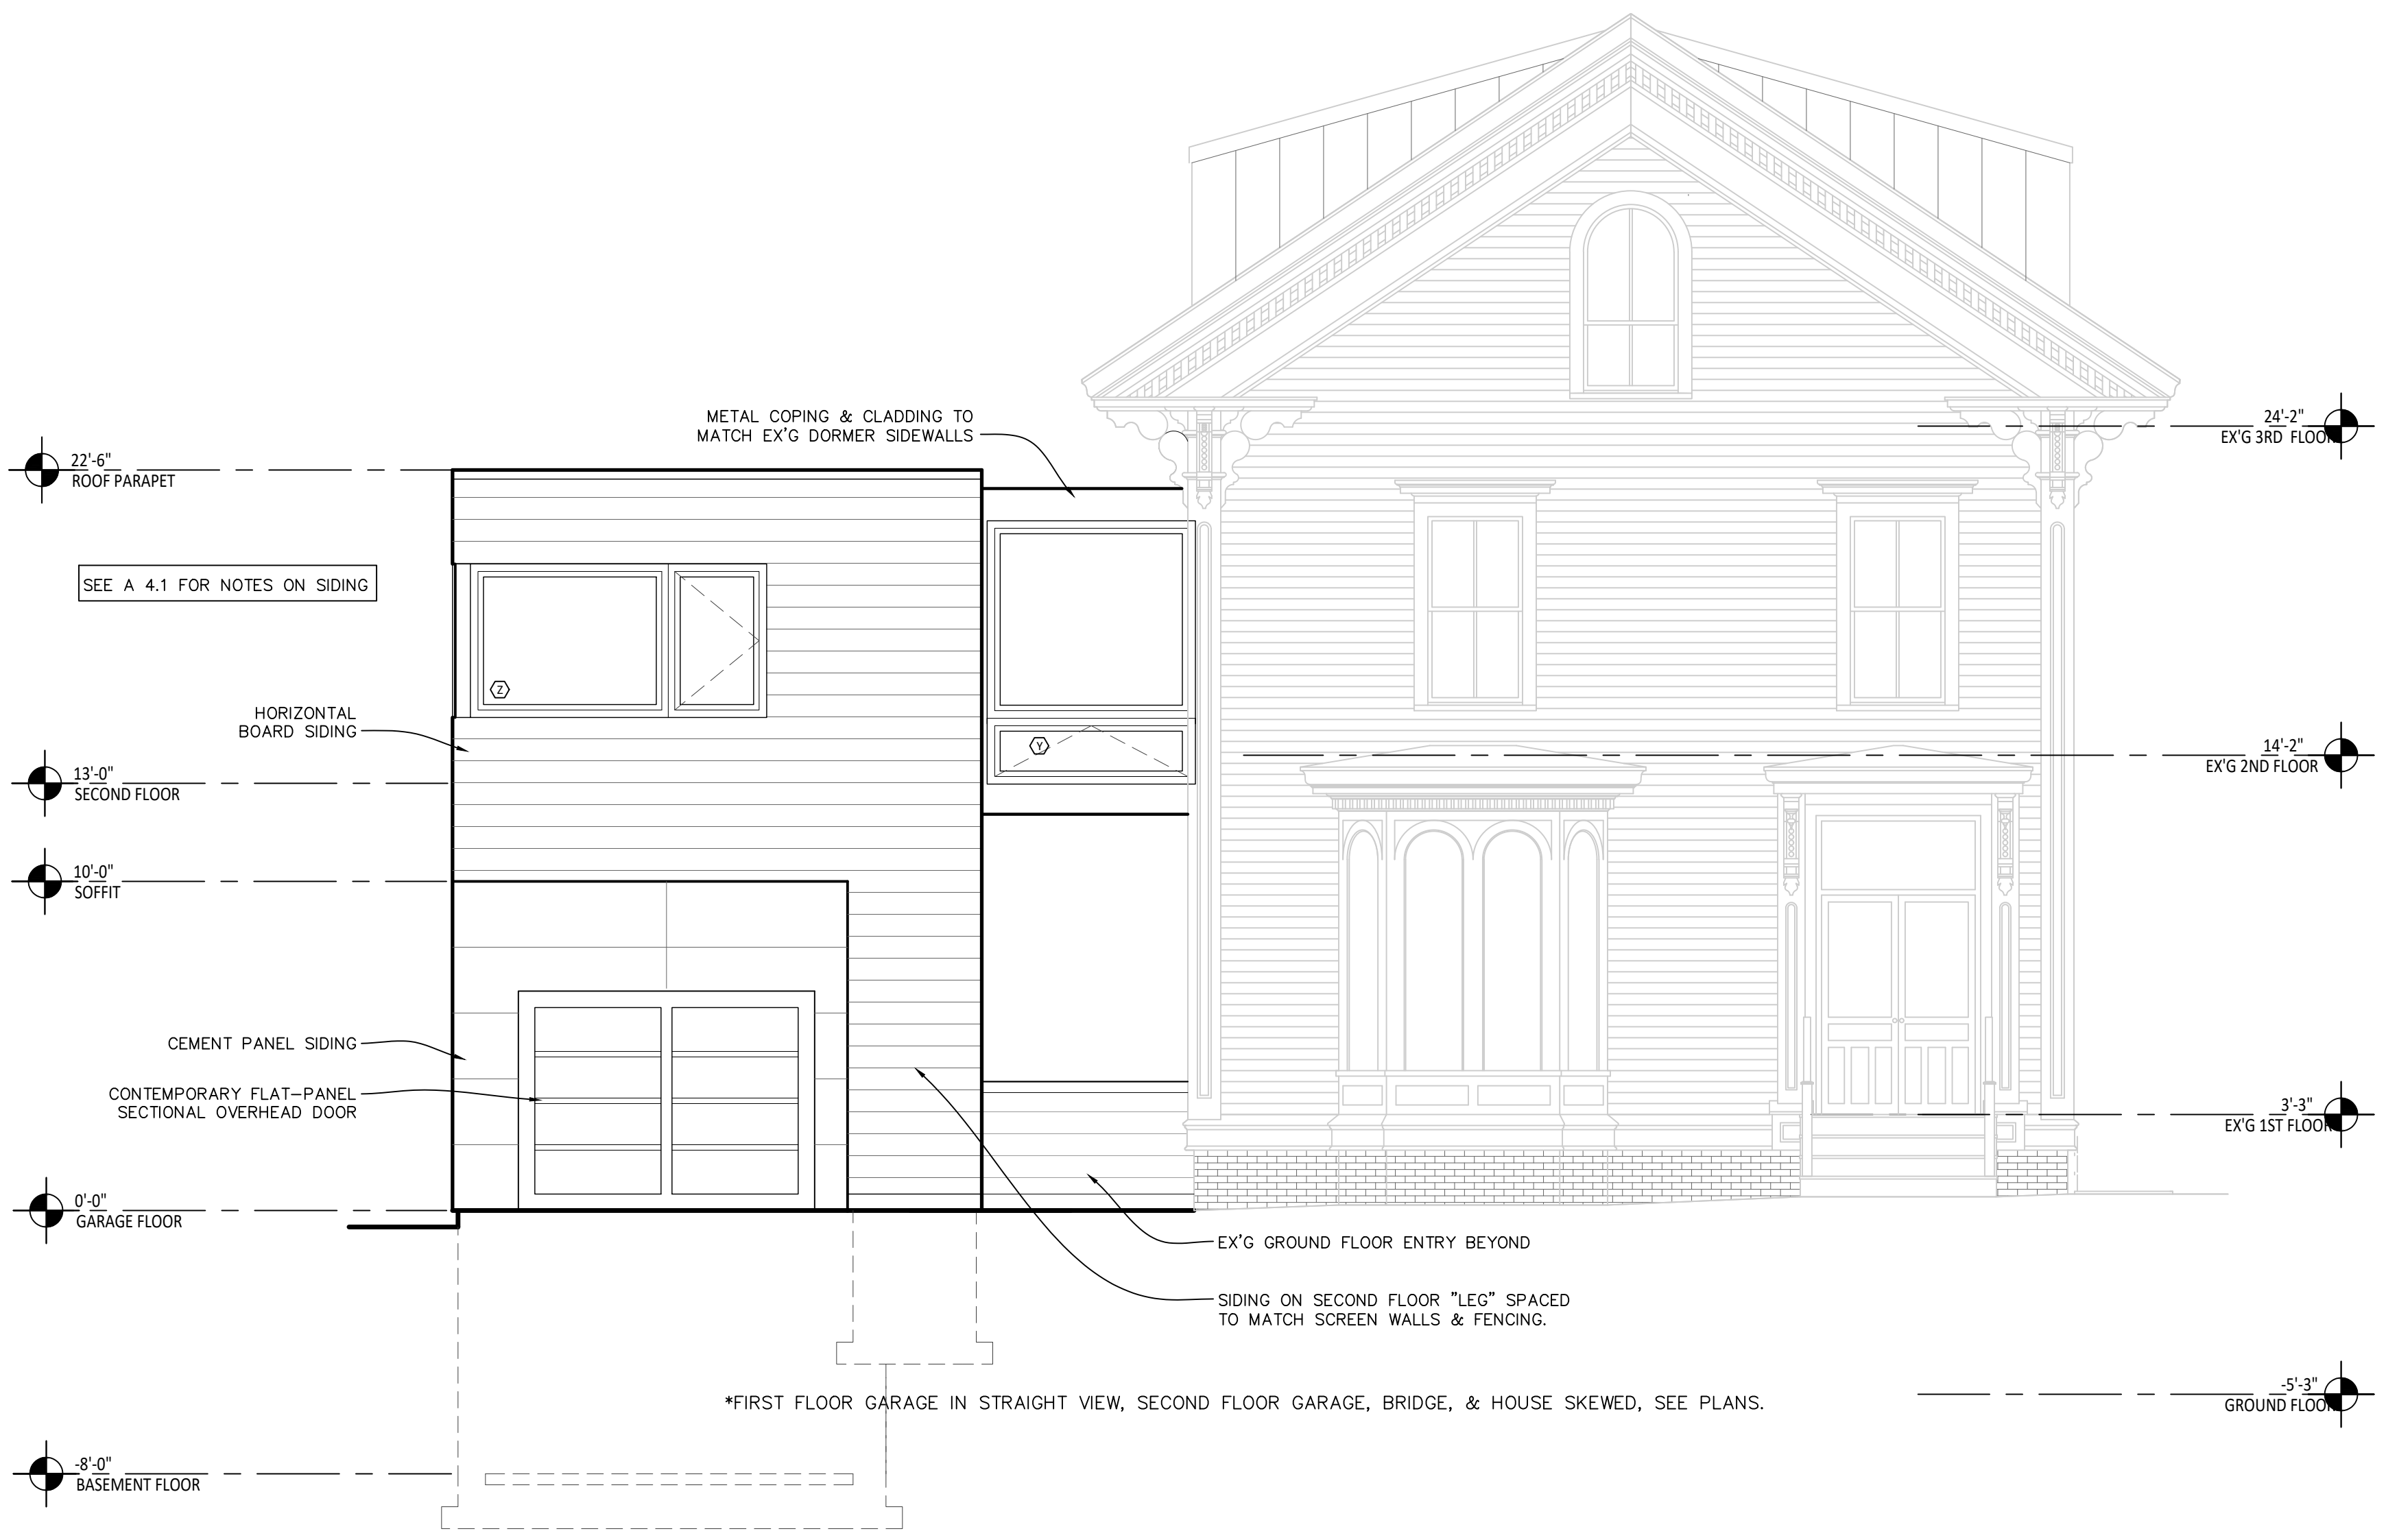 METAL COPING & CLADDING TO
MATCH EX'G DORMER SIDEWALLS
24'-2"
EX'G 3RD FLOOR
22'-6"
ROOF PARAPET
SEE A 4.1 FOR NOTES ON SIDING
Z
HORIZONTAL
BOARD SIDING
Y
14'-2"
EX'G 2ND FLOOR
13'-0"
SECOND FLOOR
10'-0"
SOFFIT
CEMENT PANEL SIDING
CONTEMPORARY FLAT-PANEL
SECTIONAL OVERHEAD DOOR
3'-3"
EX'G 1ST FLOOR
0'-0"
GARAGE FLOOR
EX'G GROUND FLOOR ENTRY BEYOND
SIDING ON SECOND FLOOR "LEG" SPACED
TO MATCH SCREEN WALLS & FENCING.
*FIRST FLOOR GARAGE IN STRAIGHT VIEW, SECOND FLOOR GARAGE, BRIDGE, & HOUSE SKEWED, SEE PLANS.
-5'-3"
GROUND FLOOR
-8'-0"
BASEMENT FLOOR